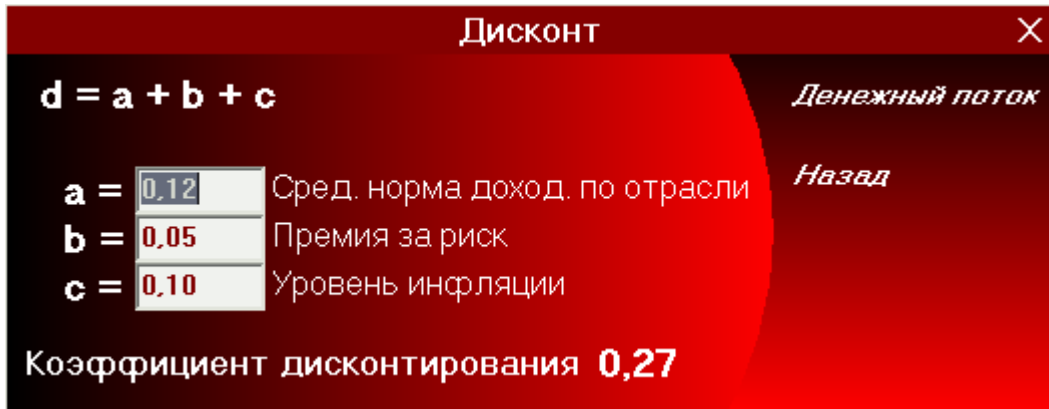 Дисконт
d = a + b + c
Денежный поток
Назад
a = 0,12 Сред. норма доход. по отрасли
b = 0,05 Премия за риск
c = 0,10 Уровень инфляции
Коэффициент дисконтирования 0,27